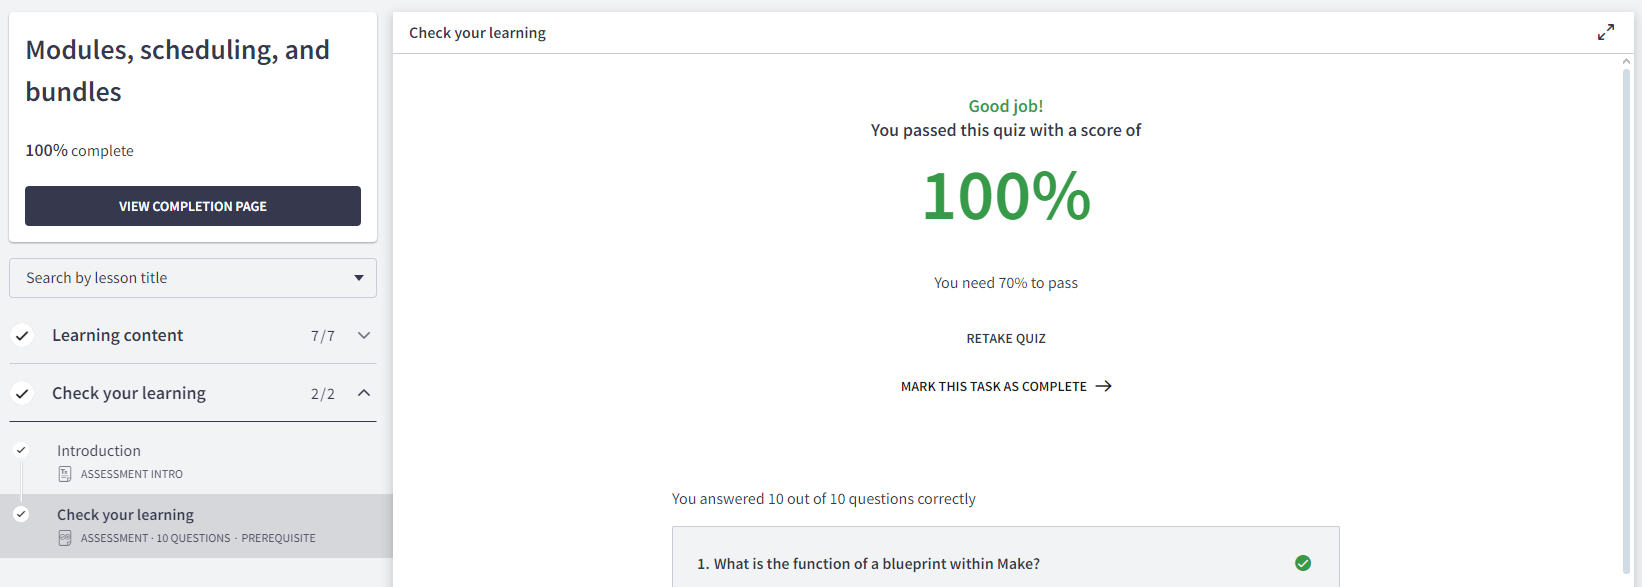 Modules, scheduling, and
bundles
100% complete
VIEW COMPLETION PAGE
Search by lesson title
Learning content 7/7
Check your learning 2/2
Introduction
ASSESSMENT INTRO
Check your learning
ASSESSMENT · 10 QUESTIONS · PREREQUISITE
Check your learning
Good job!
You passed this quiz with a score of
100%
You need 70% to pass
RETAKE QUIZ
MARK THIS TASK AS COMPLETE
You answered 10 out of 10 questions correctly
1. What is the function of a blueprint within Make?